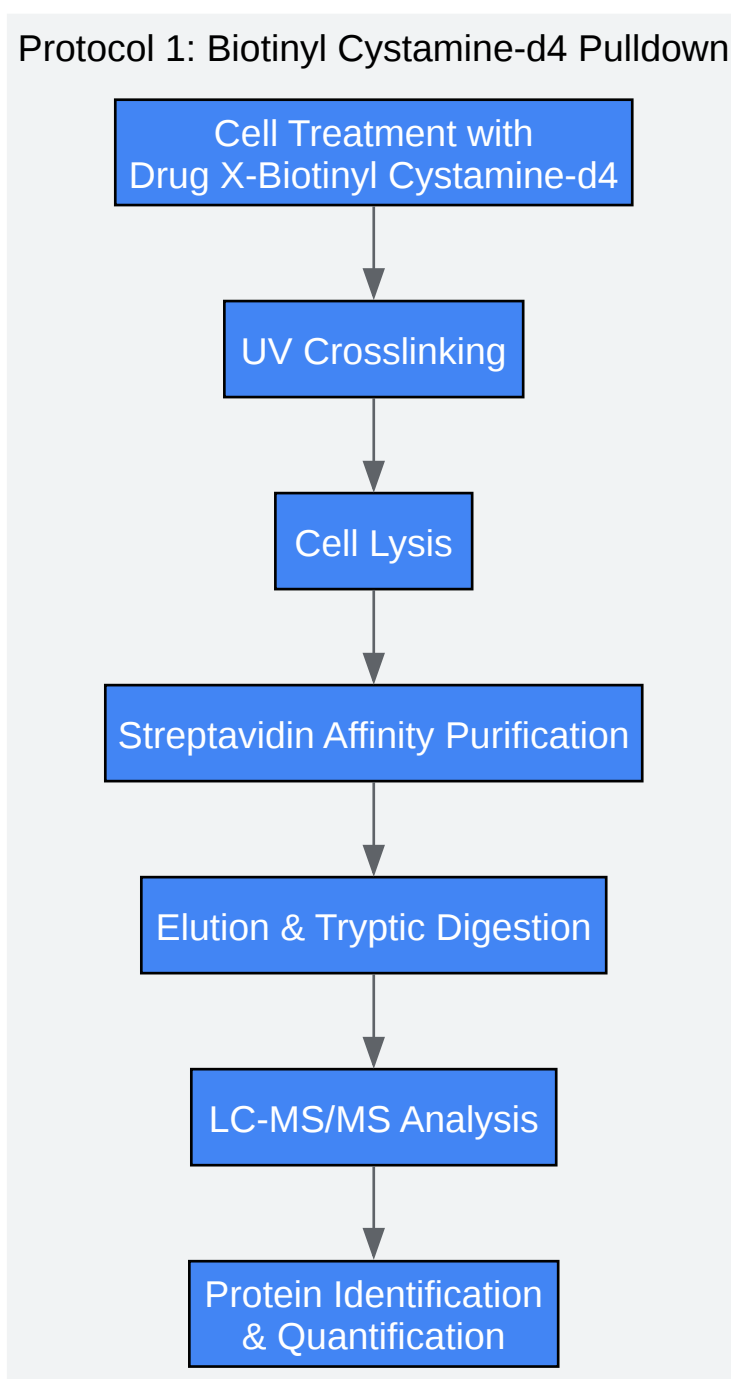 Protocol 1: Biotinyl Cystamine-d4 Pulldown
Cell Treatment with
Drug X-Biotinyl Cystamine-d4
UV Crosslinking
Cell Lysis
Streptavidin Affinity Purification
Elution & Tryptic Digestion
LC-MS/MS Analysis
Protein Identification
& Quantification